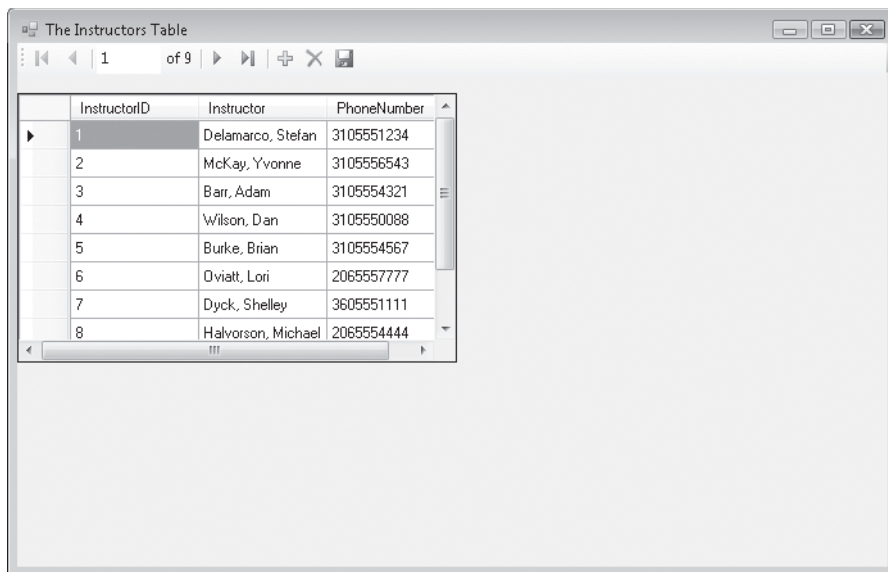 The Instructors Table
1 of 9
InstructorID Instructor PhoneNumber
1 Delamarco, Stefan 3105551234
2 McKay, Yvonne 3105556543
3 Barr, Adam 3105554321
4 Wilson, Dan 3105550088
5 Burke, Brian 3105554567
6 Oviatt, Lori 2065557777
7 Dyck, Shelley 3605551111
8 Halvorson, Michael 2065554444